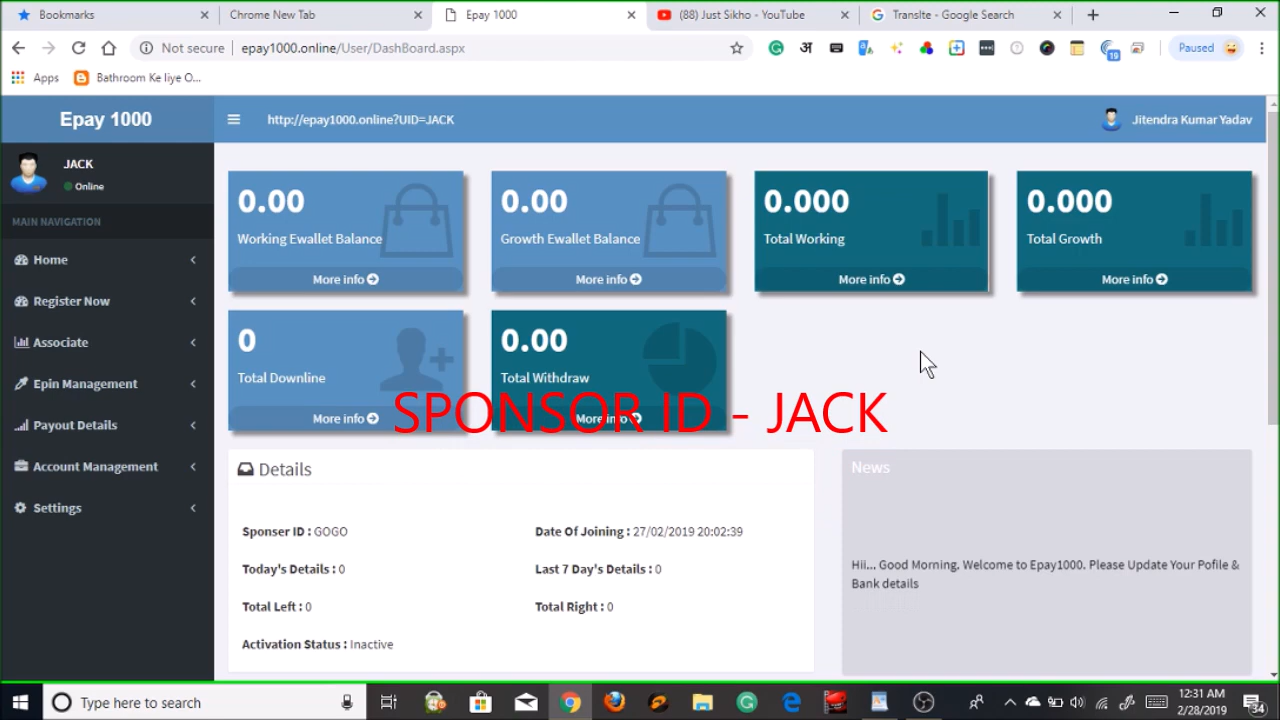 Bookmarks
Chrome New Tab
Epay 1000
(88) Just Sikho - YouTube
Translte - Google Search
Not secure
epay1000.online/User/DashBoard.aspx
अ
19
Paused
Apps
Bathroom Ke liye O...
Epay 1000
http://epay1000.online?UID=JACK
Jitendra Kumar Yadav
JACK
Online
MAIN NAVIGATION
Home
Register Now
Associate
Epin Management
Payout Details
Account Management
Settings
0.00
Working Ewallet Balance
More info
0.00
Growth Ewallet Balance
More info
0.000
Total Working
More info
0.000
Total Growth
More info
0
Total Downline
More info
0.00
Total Withdraw
More info
SPONSOR ID - JACK
Details
Sponser ID : GOGO
Date Of Joining : 27/02/2019 20:02:39
Today's Details : 0
Last 7 Day's Details : 0
Total Left : 0
Total Right : 0
Activation Status : Inactive
News
Hii... Good Morning. Welcome to Epay1000. Please Update Your Pofile &
Bank details
Type here to search
12:31 AM
2/28/2019
34